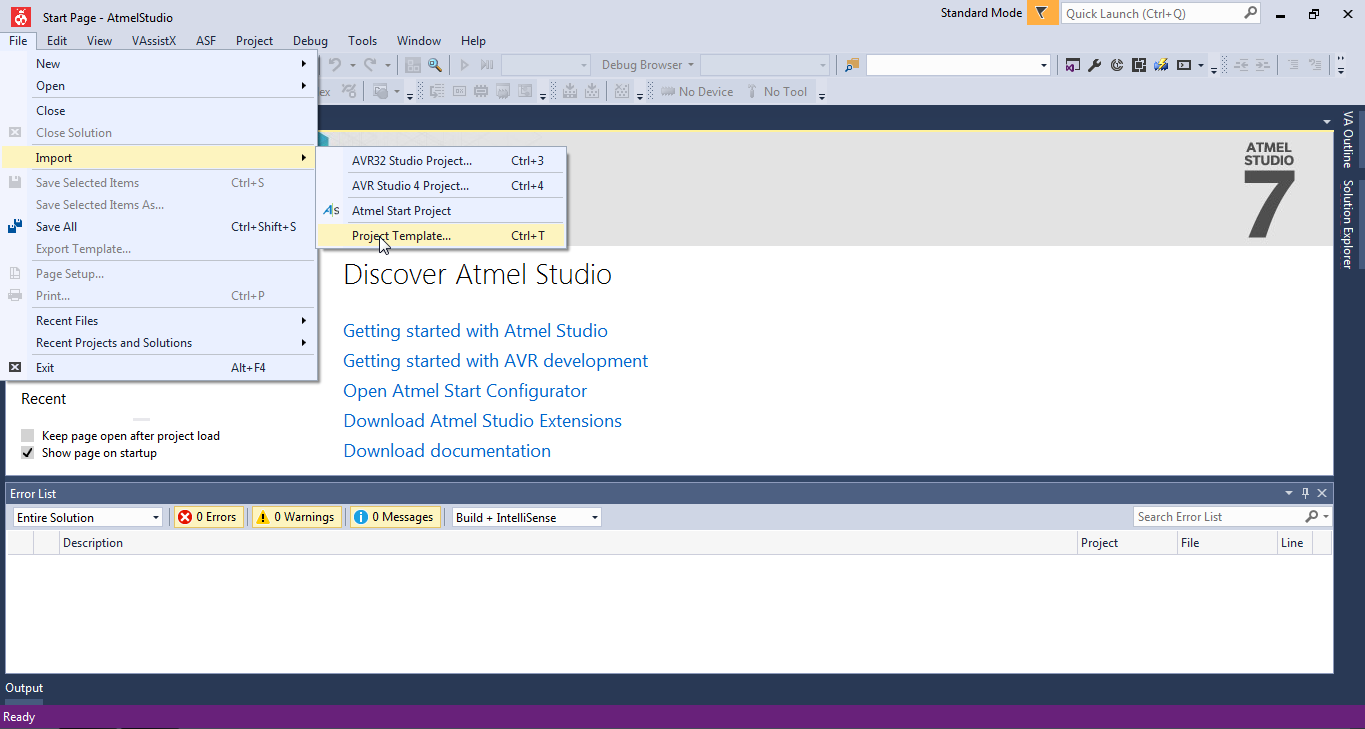 Start Page - AtmelStudio
Standard Mode
Quick Launch (Ctrl+Q)
File Edit View VAssistX ASF Project Debug Tools Window Help
New
Debug Browser
Open
ex
No Device
No Tool
Close
Close Solution
Import
Save Selected Items Ctrl+S
Save Selected Items As...
Save All Ctrl+Shift+S
Export Template...
Page Setup...
Print... Ctrl+P
Recent Files
Recent Projects and Solutions
Exit Alt+F4
AVR32 Studio Project... Ctrl+3
AVR Studio 4 Project... Ctrl+4
As Atmel Start Project
Project Template... Ctrl+T
ATMEL
STUDIO
7
VA Outline
Solution Explorer
Discover Atmel Studio
Getting started with Atmel Studio
Getting started with AVR development
Open Atmel Start Configurator
Download Atmel Studio Extensions
Download documentation
Recent
Keep page open after project load
Show page on startup
Error List
Entire Solution
0 Errors
0 Warnings
0 Messages
Build + IntelliSense
Search Error List
Description Project File Line
Output
Ready